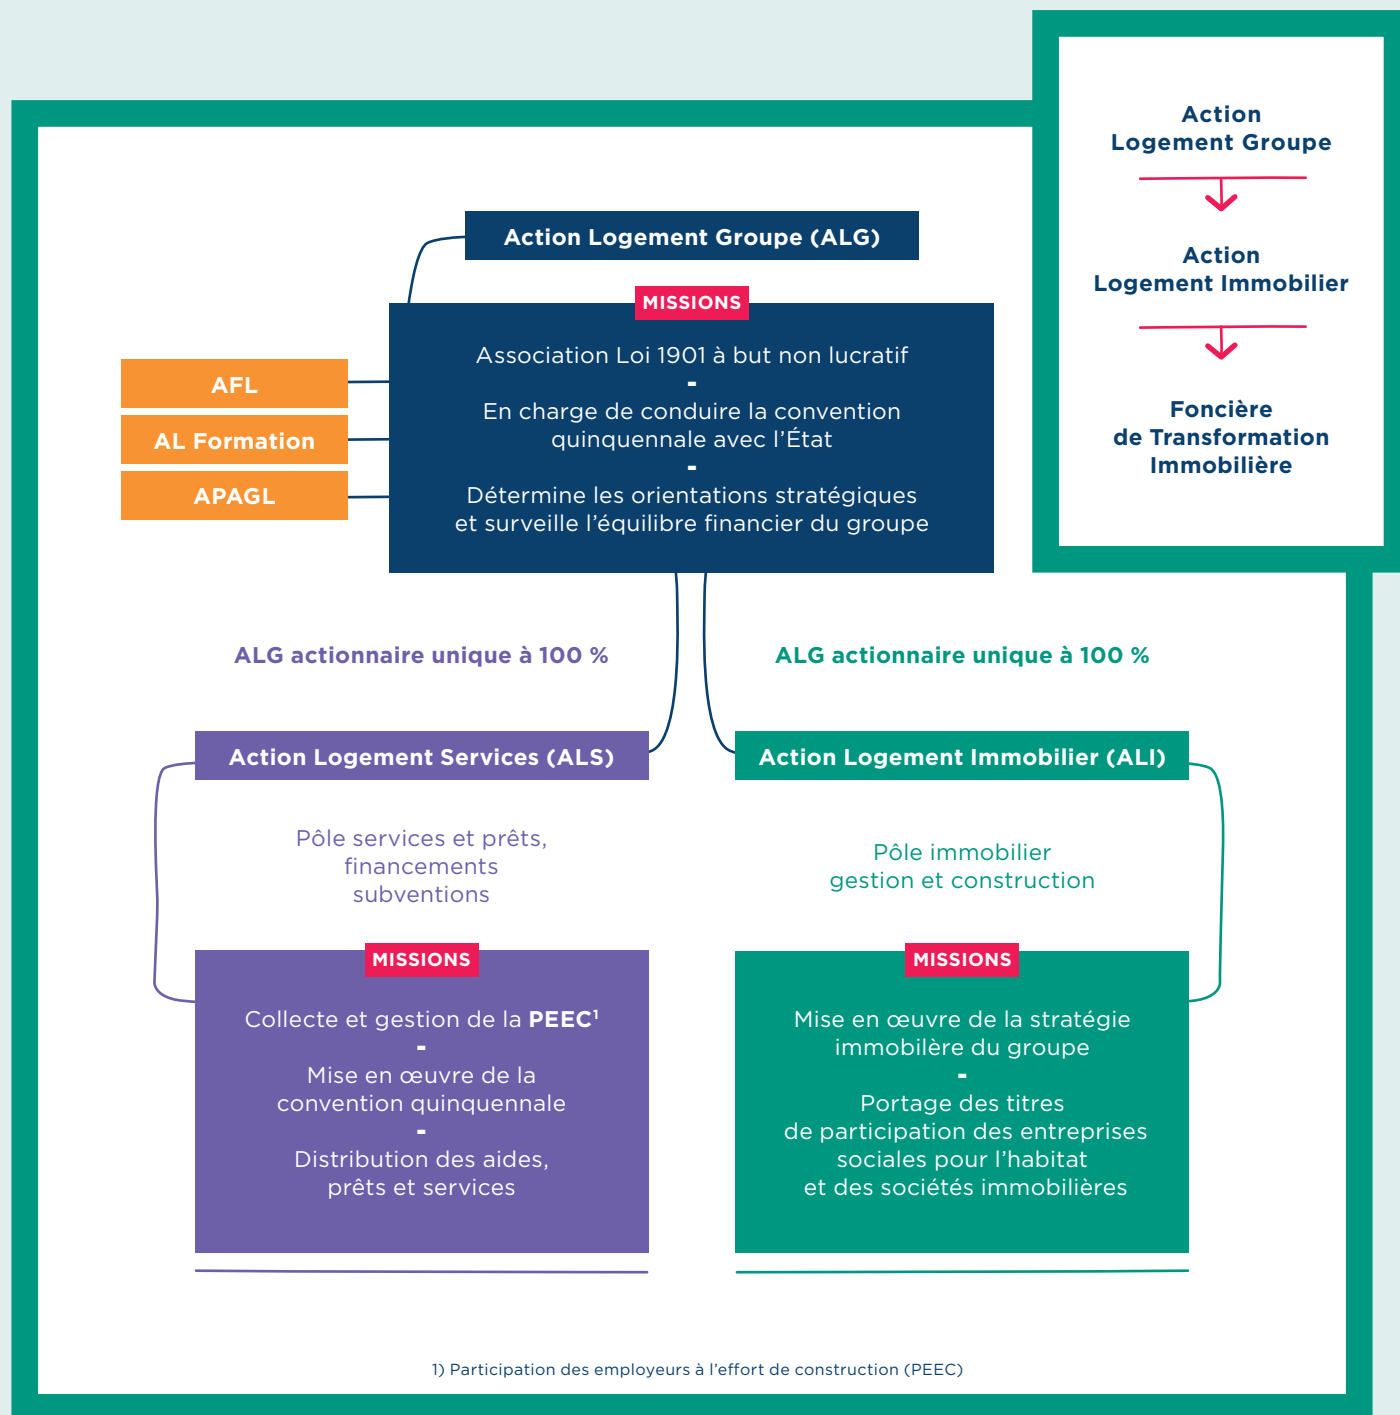 Action
Logement Groupe
Action
Logement Immobilier
Foncière
de Transformation
Immobilière
Action Logement Groupe (ALG)
MISSIONS
Association Loi 1901 à but non lucratif
-
En charge de conduire la convention
quinquennale avec l’État
-
Détermine les orientations stratégiques
et surveille l’équilibre financier du groupe
AFL
AL Formation
APAGL
ALG actionnaire unique à 100 %
Action Logement Services (ALS)
Pôle services et prêts,
financements
subventions
MISSIONS
Collecte et gestion de la PEEC¹
-
Mise en œuvre de la
convention quinquennale
-
Distribution des aides,
prêts et services
ALG actionnaire unique à 100 %
Action Logement Immobilier (ALI)
Pôle immobilier
gestion et construction
MISSIONS
Mise en œuvre de la stratégie
immobilère du groupe
-
Portage des titres
de participation des entreprises
sociales pour l’habitat
et des sociétés immobilières
1) Participation des employeurs à l’effort de construction (PEEC)